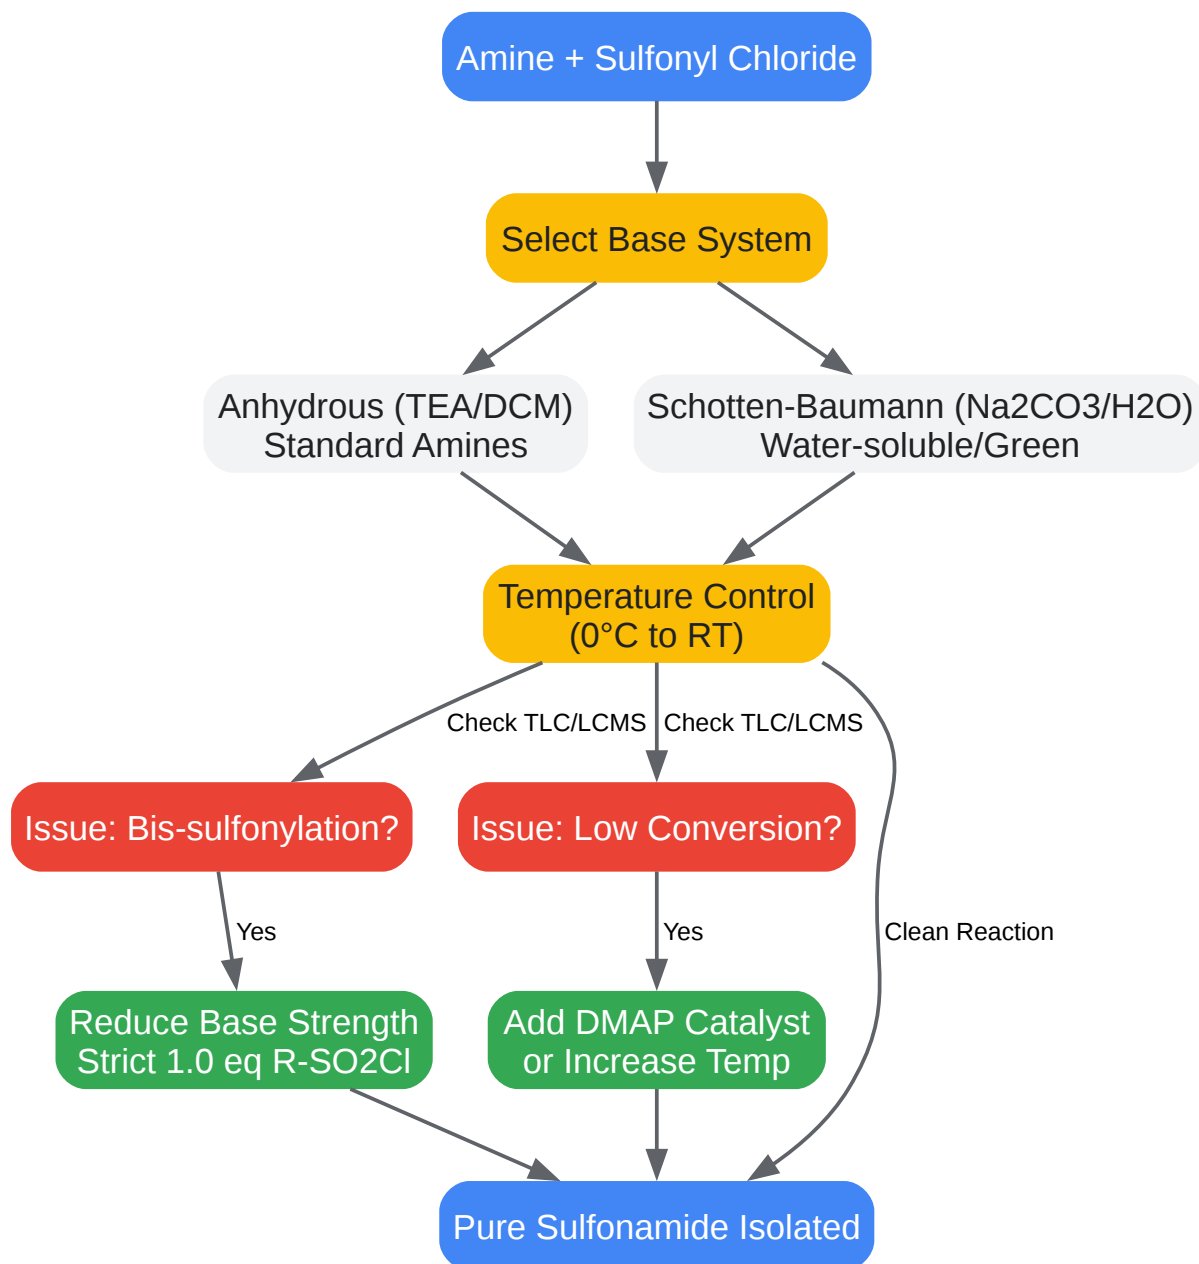 Amine + Sulfonyl Chloride
Select Base System
Anhydrous (TEA/DCM)
Standard Amines
Schotten-Baumann (Na2CO3/H2O)
Water-soluble/Green
Temperature Control
(0°C to RT)
Check TLC/LCMS
Check TLC/LCMS
Issue: Bis-sulfonylation?
Issue: Low Conversion?
Yes
Yes
Clean Reaction
Reduce Base Strength
Strict 1.0 eq R-SO2Cl
Add DMAP Catalyst
or Increase Temp
Pure Sulfonamide Isolated